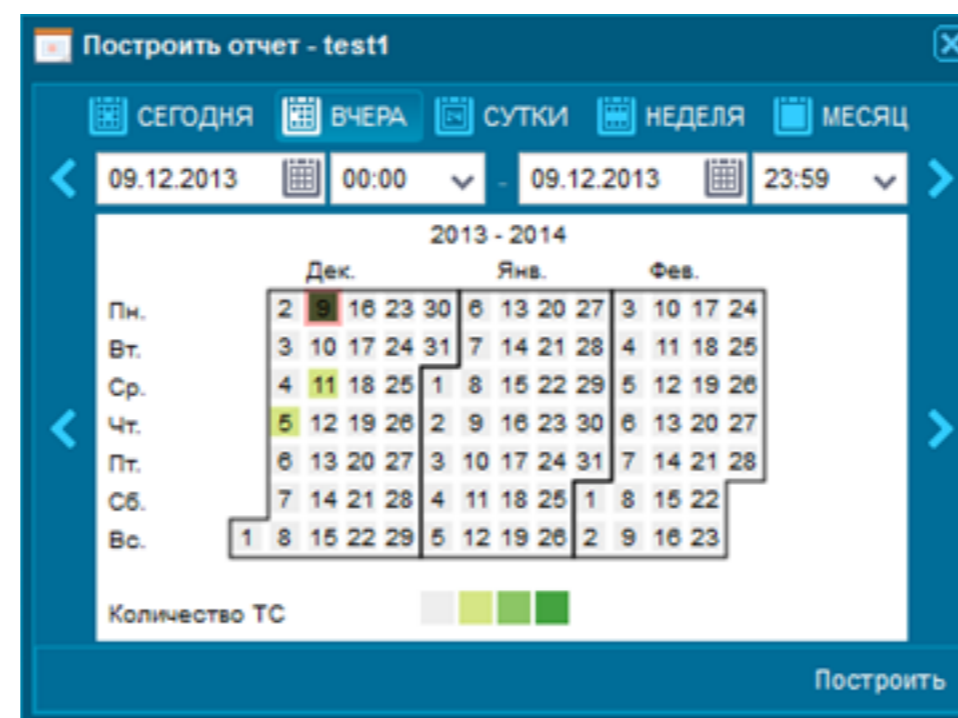 Построить отчет - test1
СЕГОДНЯ ВЧЕРА СУТКИ НЕДЕЛЯ МЕСЯЦ
09.12.2013 00:00 - 09.12.2013 23:59
2013 - 2014
Дек. Янв. Фев.
Пн. 2 9 16 23 30 6 13 20 27 3 10 17 24
Вт. 3 10 17 24 31 7 14 21 28 4 11 18 25
Ср. 4 11 18 25 1 8 15 22 29 5 12 19 26
Чт. 5 12 19 26 2 9 16 23 30 6 13 20 27
Пт. 6 13 20 27 3 10 17 24 31 7 14 21 28
Сб. 7 14 21 28 4 11 18 25 1 8 15 22
Вс. 1 8 15 22 29 5 12 19 26 2 9 16 23
Количество ТС
Построить